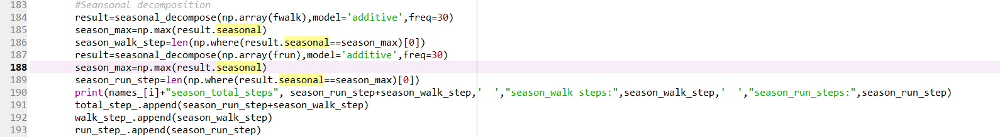 183 #Seansonal decomposition
184 result=seasonal_decompose(np.array(fwalk),model='additive',freq=30)
185 season_max=np.max(result.seasonal)
186 season_walk_step=len(np.where(result.seasonal==season_max)[0])
187 result=seasonal_decompose(np.array(frun),model='additive',freq=30)
188 season_max=np.max(result.seasonal)
189 season_run_step=len(np.where(result.seasonal==season_max)[0])
190 print(names_[i]+"season_total_steps", season_run_step+season_walk_step,'  ',"season_walk steps:",season_walk_step,'  ',"season_run_steps:",season_run_step)
191 total_step_.append(season_run_step+season_walk_step)
192 walk_step_.append(season_walk_step)
193 run_step_.append(season_run_step)